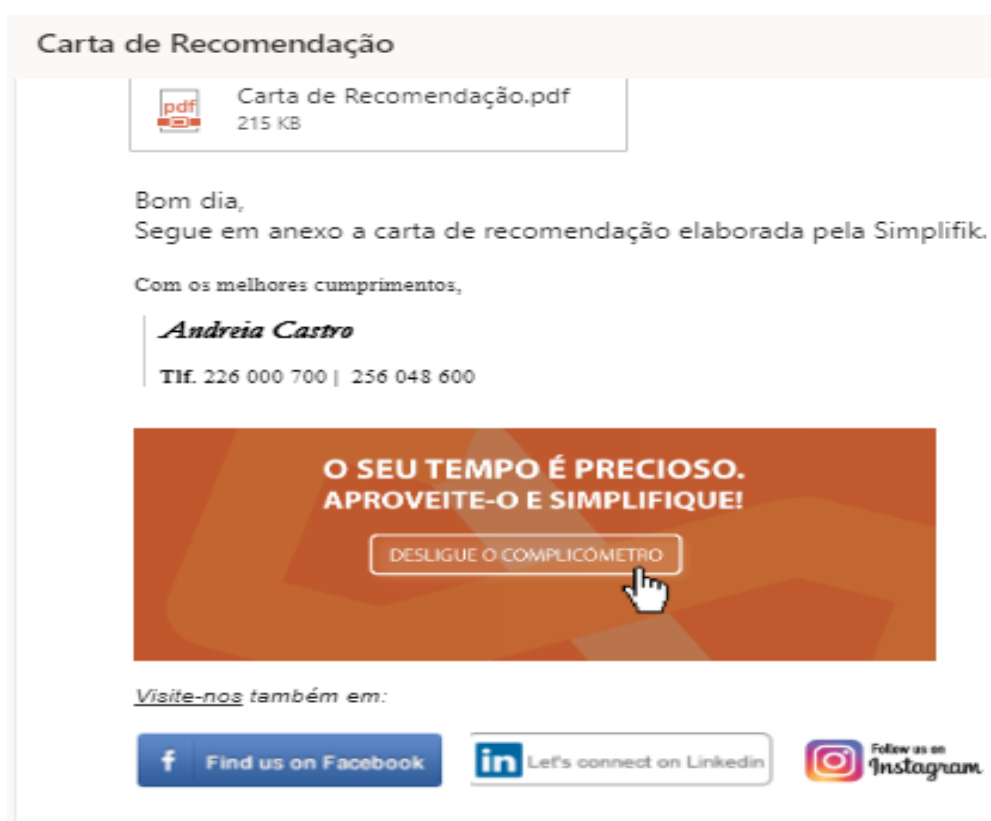 Carta de Recomendação
pdf
Carta de Recomendação.pdf
215 KB
Bom dia,
Segue em anexo a carta de recomendação elaborada pela Simplifik.
Com os melhores cumprimentos,
Andreia Castro
Tlf. 226 000 700 | 256 048 600
O SEU TEMPO É PRECIOSO.
APROVEITE-O E SIMPLIFIQUE!
DESLIGUE O COMPLICÓMETRO
Visite-nos também em:
f Find us on Facebook
in Let's connect on Linkedin
Follow us on
Instagram